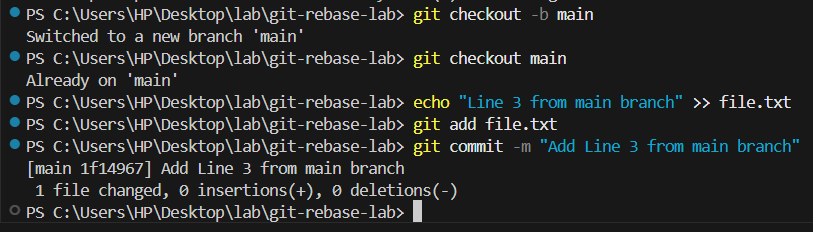 PS C:\Users\HP\Desktop\lab\git-rebase-lab> git checkout -b main
Switched to a new branch 'main'
PS C:\Users\HP\Desktop\lab\git-rebase-lab> git checkout main
Already on 'main'
PS C:\Users\HP\Desktop\lab\git-rebase-lab> echo "Line 3 from main branch" >> file.txt
PS C:\Users\HP\Desktop\lab\git-rebase-lab> git add file.txt
PS C:\Users\HP\Desktop\lab\git-rebase-lab> git commit -m "Add Line 3 from main branch"
[main 1f14967] Add Line 3 from main branch
 1 file changed, 0 insertions(+), 0 deletions(-)
PS C:\Users\HP\Desktop\lab\git-rebase-lab>